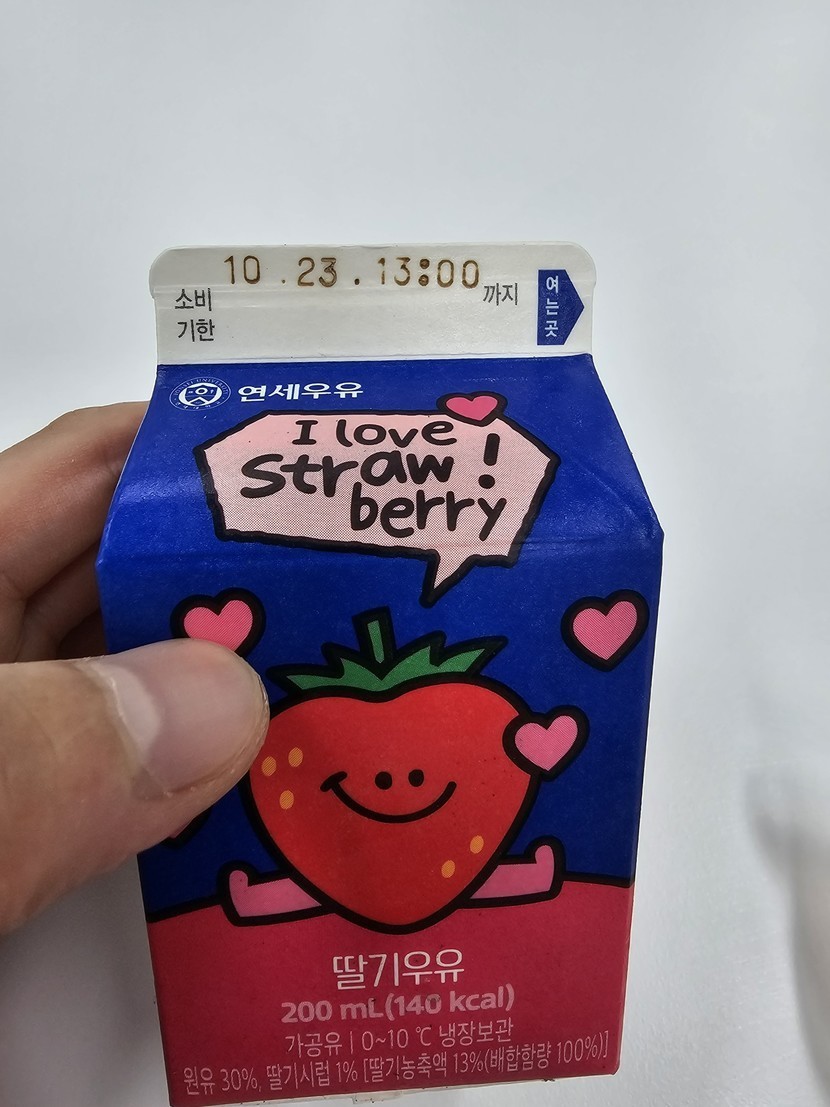 10 .23 . 13:00
소비
기한
까지
여는곳
연세우유
I love
straw!
berry
딸기우유
200 mL(140 kcal)
가공유 | 0~10 ℃ 냉장보관
원유 30%, 딸기시럽 1% [딸기농축액 13%(배합함량 100%)]